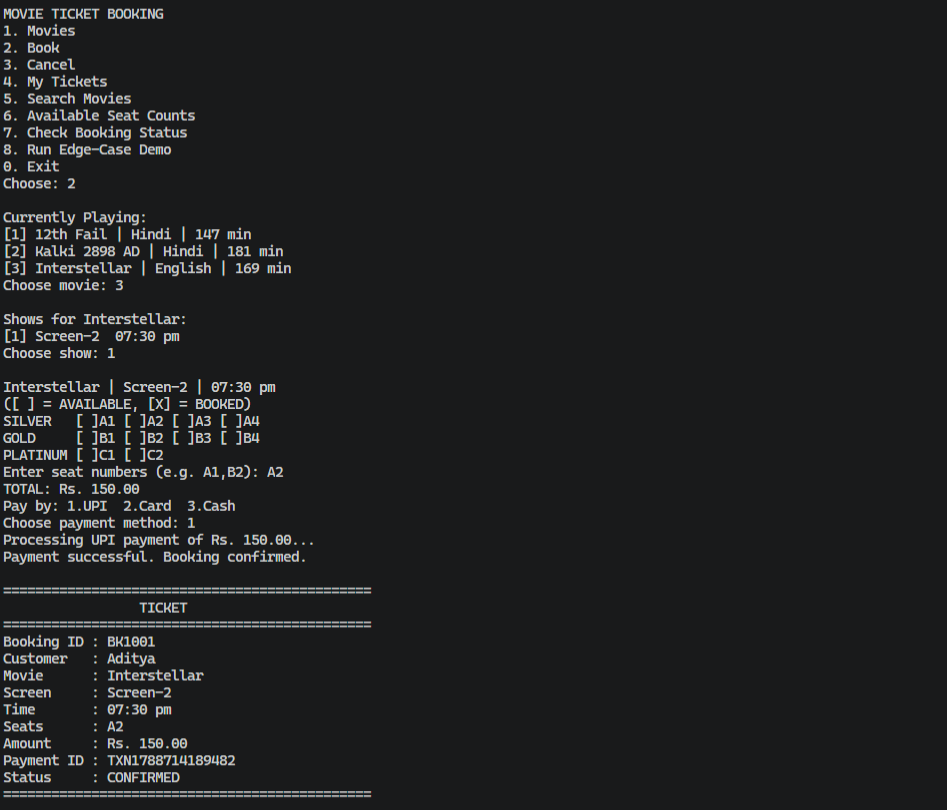 MOVIE TICKET BOOKING
1. Movies
2. Book
3. Cancel
4. My Tickets
5. Search Movies
6. Available Seat Counts
7. Check Booking Status
8. Run Edge-Case Demo
0. Exit
Choose: 2
Currently Playing:
[1] 12th Fail | Hindi | 147 min
[2] Kalki 2898 AD | Hindi | 181 min
[3] Interstellar | English | 169 min
Choose movie: 3
Shows for Interstellar:
[1] Screen-2  07:30 pm
Choose show: 1
Interstellar | Screen-2 | 07:30 pm
([ ] = AVAILABLE, [X] = BOOKED)
SILVER   [ ]A1 [ ]A2 [ ]A3 [ ]A4
GOLD     [ ]B1 [ ]B2 [ ]B3 [ ]B4
PLATINUM [ ]C1 [ ]C2
Enter seat numbers (e.g. A1,B2): A2
TOTAL: Rs. 150.00
Pay by: 1.UPI  2.Card  3.Cash
Choose payment method: 1
Processing UPI payment of Rs. 150.00...
Payment successful. Booking confirmed.
==============================================
TICKET
==============================================
Booking ID : BK1001
Customer   : Aditya
Movie      : Interstellar
Screen     : Screen-2
Time       : 07:30 pm
Seats      : A2
Amount     : Rs. 150.00
Payment ID : TXN1788714189482
Status     : CONFIRMED
==============================================